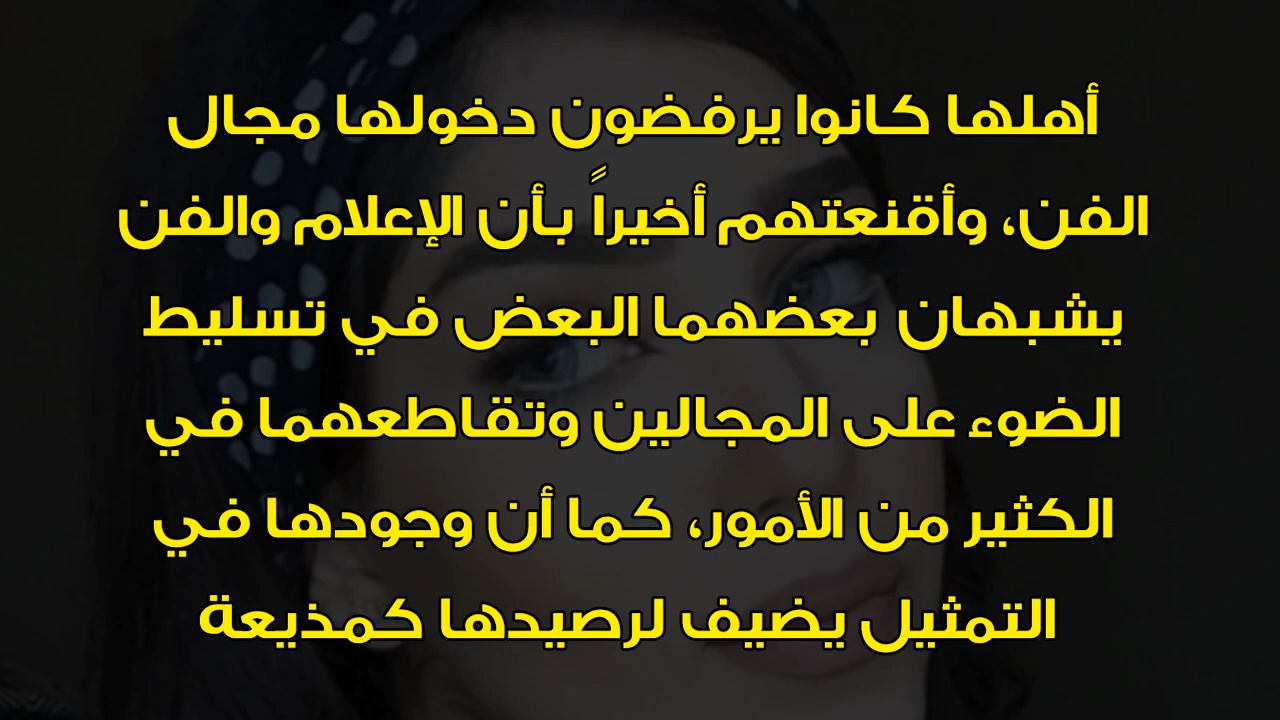 أهلها كانوا يرفضون دخولها مجال
الفن، وأقنعتهم أخيراً بأن الإعلام والفن
يشبهان بعضهما البعض في تسليط
الضوء على المجالين وتقاطعهما في
الكثير من الأمور، كما أن وجودها في
التمثيل يضيف لرصيدها كمذيعة